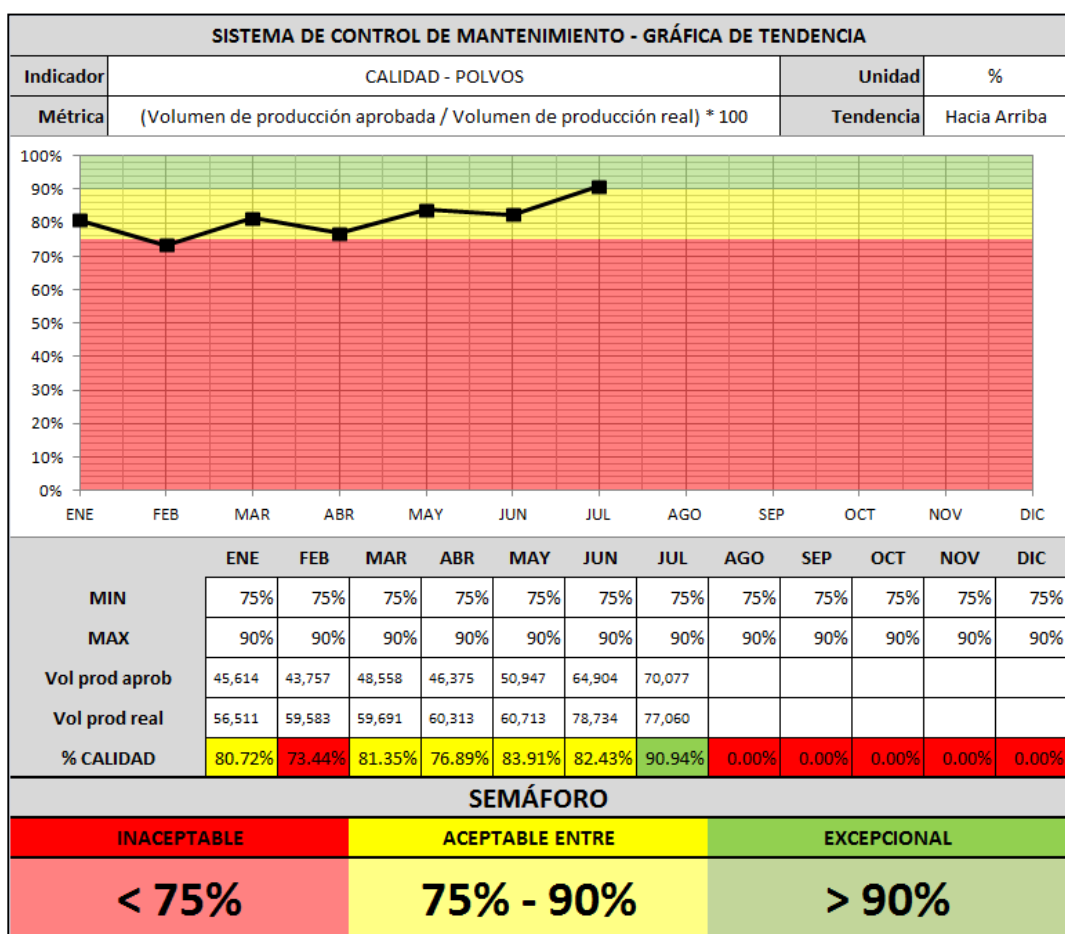 SISTEMA DE CONTROL DE MANTENIMIENTO - GRÁFICA DE TENDENCIA
Indicador CALIDAD - POLVOS Unidad %
Métrica (Volumen de producción aprobada / Volumen de producción real) * 100 Tendencia Hacia Arriba
100%
90%
80%
70%
60%
50%
40%
30%
20%
10%
0%
ENE FEB MAR ABR MAY JUN JUL AGO SEP OCT NOV DIC
ENE FEB MAR ABR MAY JUN JUL AGO SEP OCT NOV DIC
MIN 75% 75% 75% 75% 75% 75% 75% 75% 75% 75% 75% 75%
MAX 90% 90% 90% 90% 90% 90% 90% 90% 90% 90% 90% 90%
Vol prod aprob 45,614 43,757 48,558 46,375 50,947 64,904 70,077
Vol prod real 56,511 59,583 59,691 60,313 60,713 78,734 77,060
% CALIDAD 80.72% 73.44% 81.35% 76.89% 83.91% 82.43% 90.94% 0.00% 0.00% 0.00% 0.00% 0.00%
SEMÁFORO
INACEPTABLE ACEPTABLE ENTRE EXCEPCIONAL
< 75% 75% - 90% > 90%